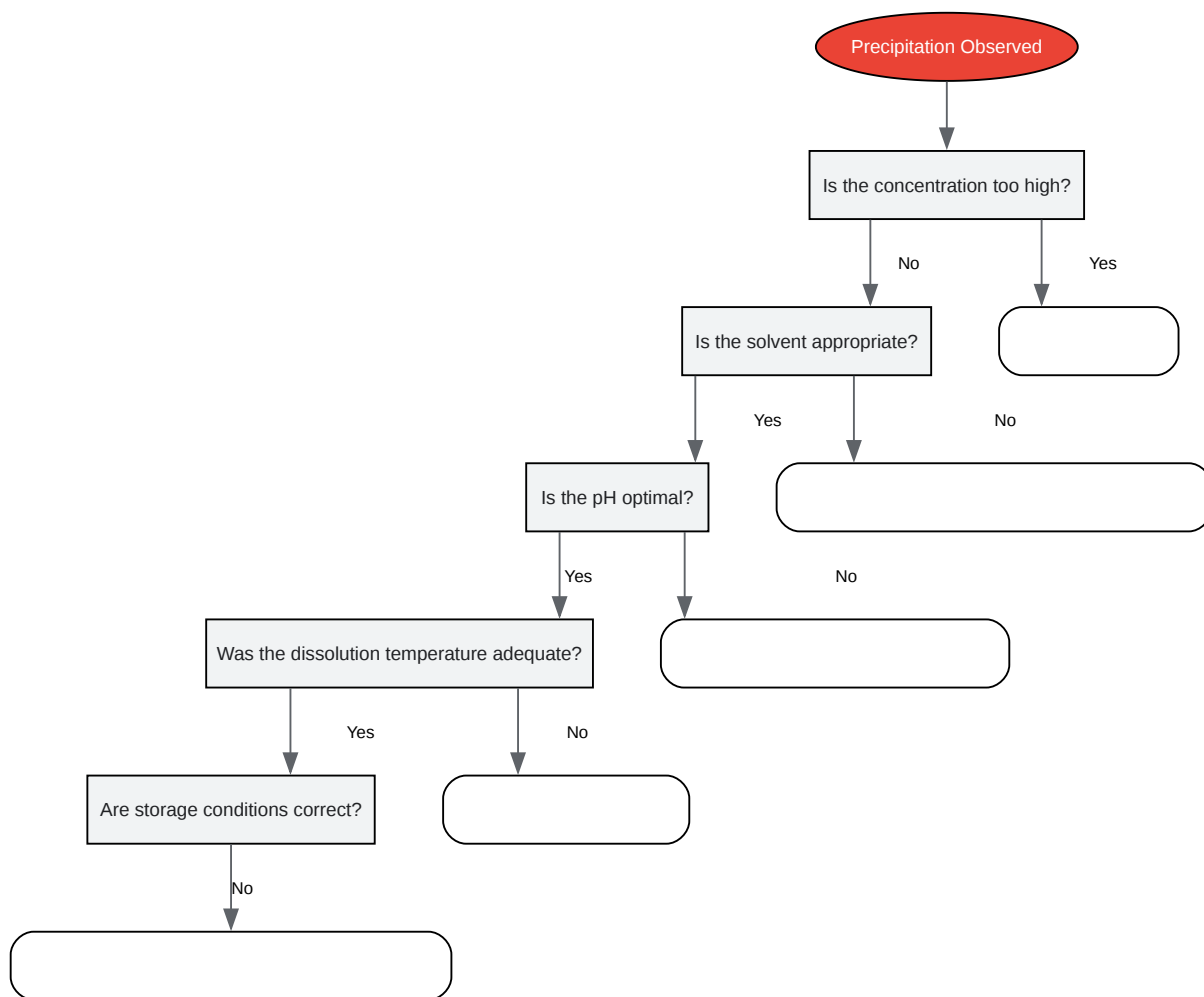 Precipitation Observed
Is the concentration too high?
No
Yes
Is the solvent appropriate?
Yes
No
Is the pH optimal?
Yes
No
Was the dissolution temperature adequate?
Yes
No
Are storage conditions correct?
No